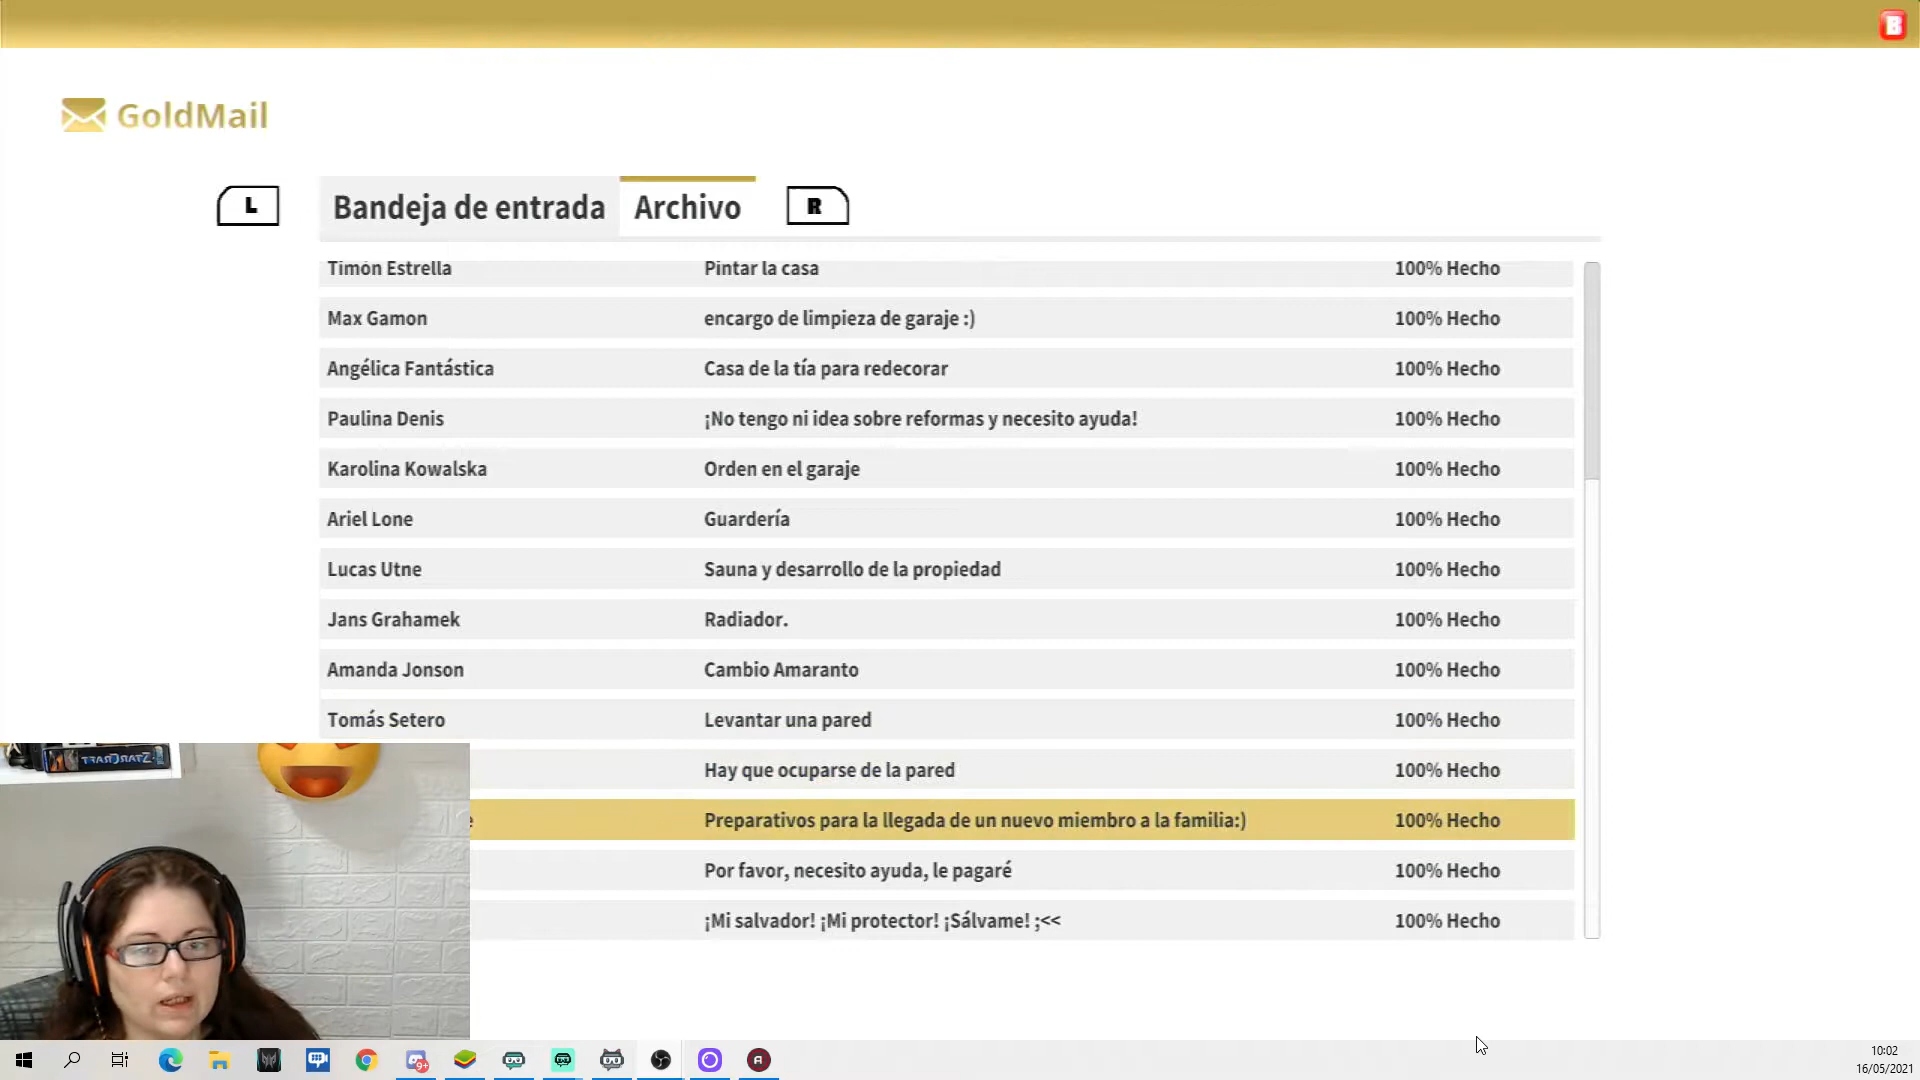 B
GoldMail
L Bandeja de entrada Archivo R
Timón Estrella Pintar la casa 100% Hecho
Max Gamon encargo de limpieza de garaje :) 100% Hecho
Angélica Fantástica Casa de la tía para redecorar 100% Hecho
Paulina Denis ¡No tengo ni idea sobre reformas y necesito ayuda! 100% Hecho
Karolina Kowalska Orden en el garaje 100% Hecho
Ariel Lone Guardería 100% Hecho
Lucas Utne Sauna y desarrollo de la propiedad 100% Hecho
Jans Grahamek Radiador. 100% Hecho
Amanda Jonson Cambio Amaranto 100% Hecho
Tomás Setero Levantar una pared 100% Hecho
Hay que ocuparse de la pared 100% Hecho
Preparativos para la llegada de un nuevo miembro a la familia:) 100% Hecho
Por favor, necesito ayuda, le pagaré 100% Hecho
¡Mi salvador! ¡Mi protector! ¡Sálvame! ;<< 100% Hecho
STARCRAFT
9+
10:02
16/05/2021